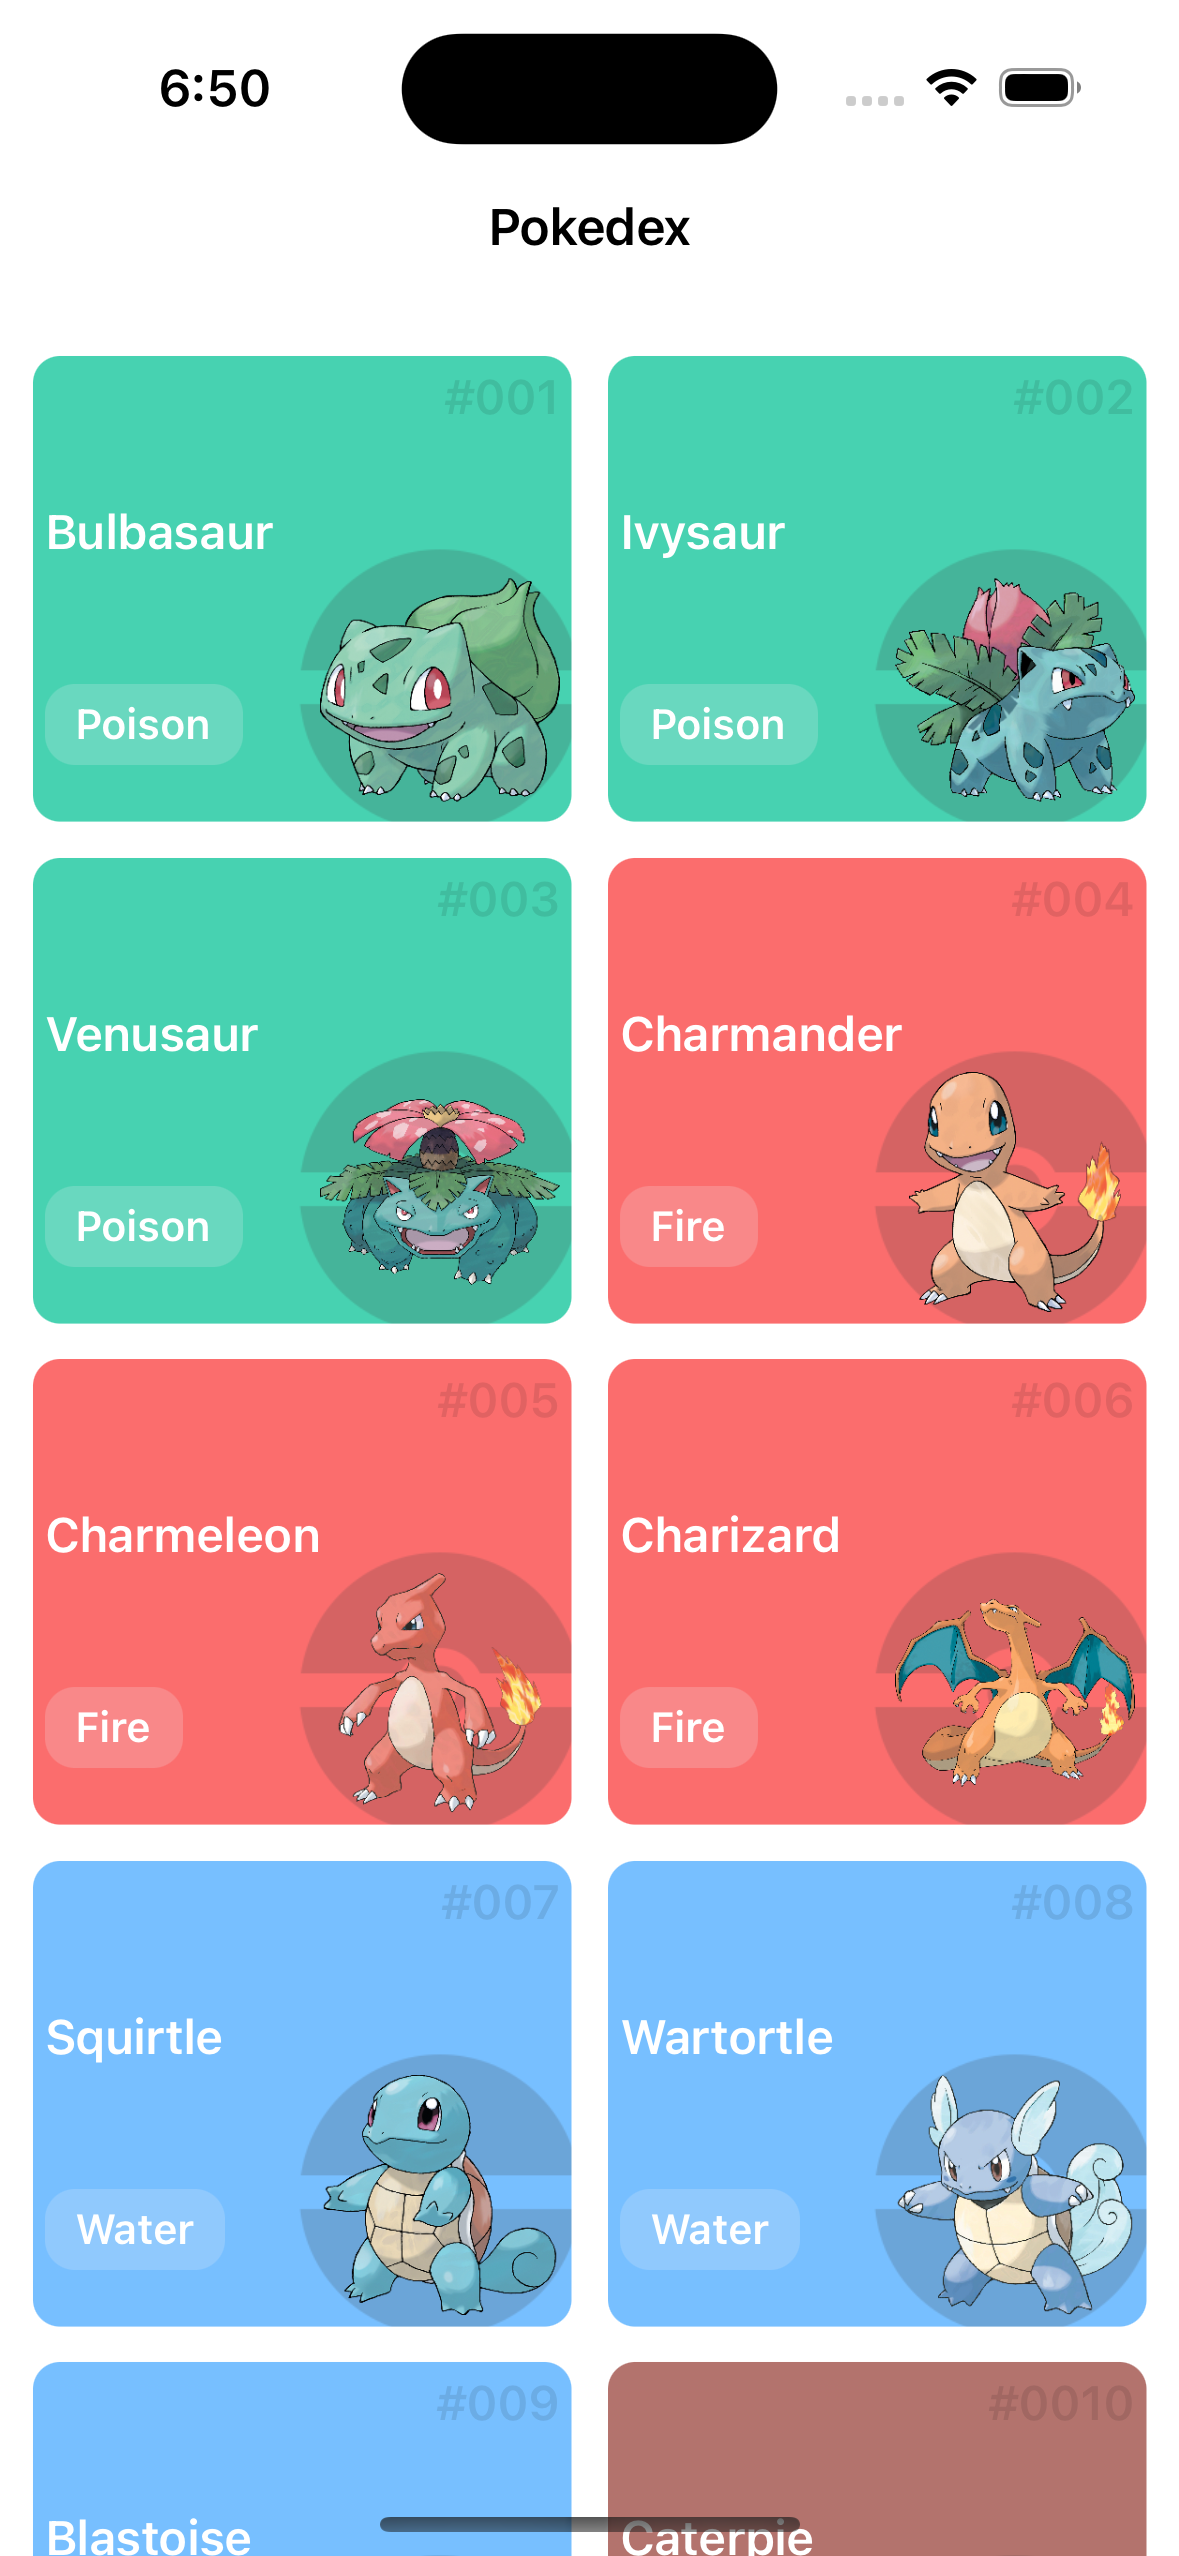 6:50
Pokedex
#001
Bulbasaur
Poison
#002
Ivysaur
Poison
#003
Venusaur
Poison
#004
Charmander
Fire
#005
Charmeleon
Fire
#006
Charizard
Fire
#007
Squirtle
Water
#008
Wartortle
Water
#009
Blastoise
#0010
Caterpie